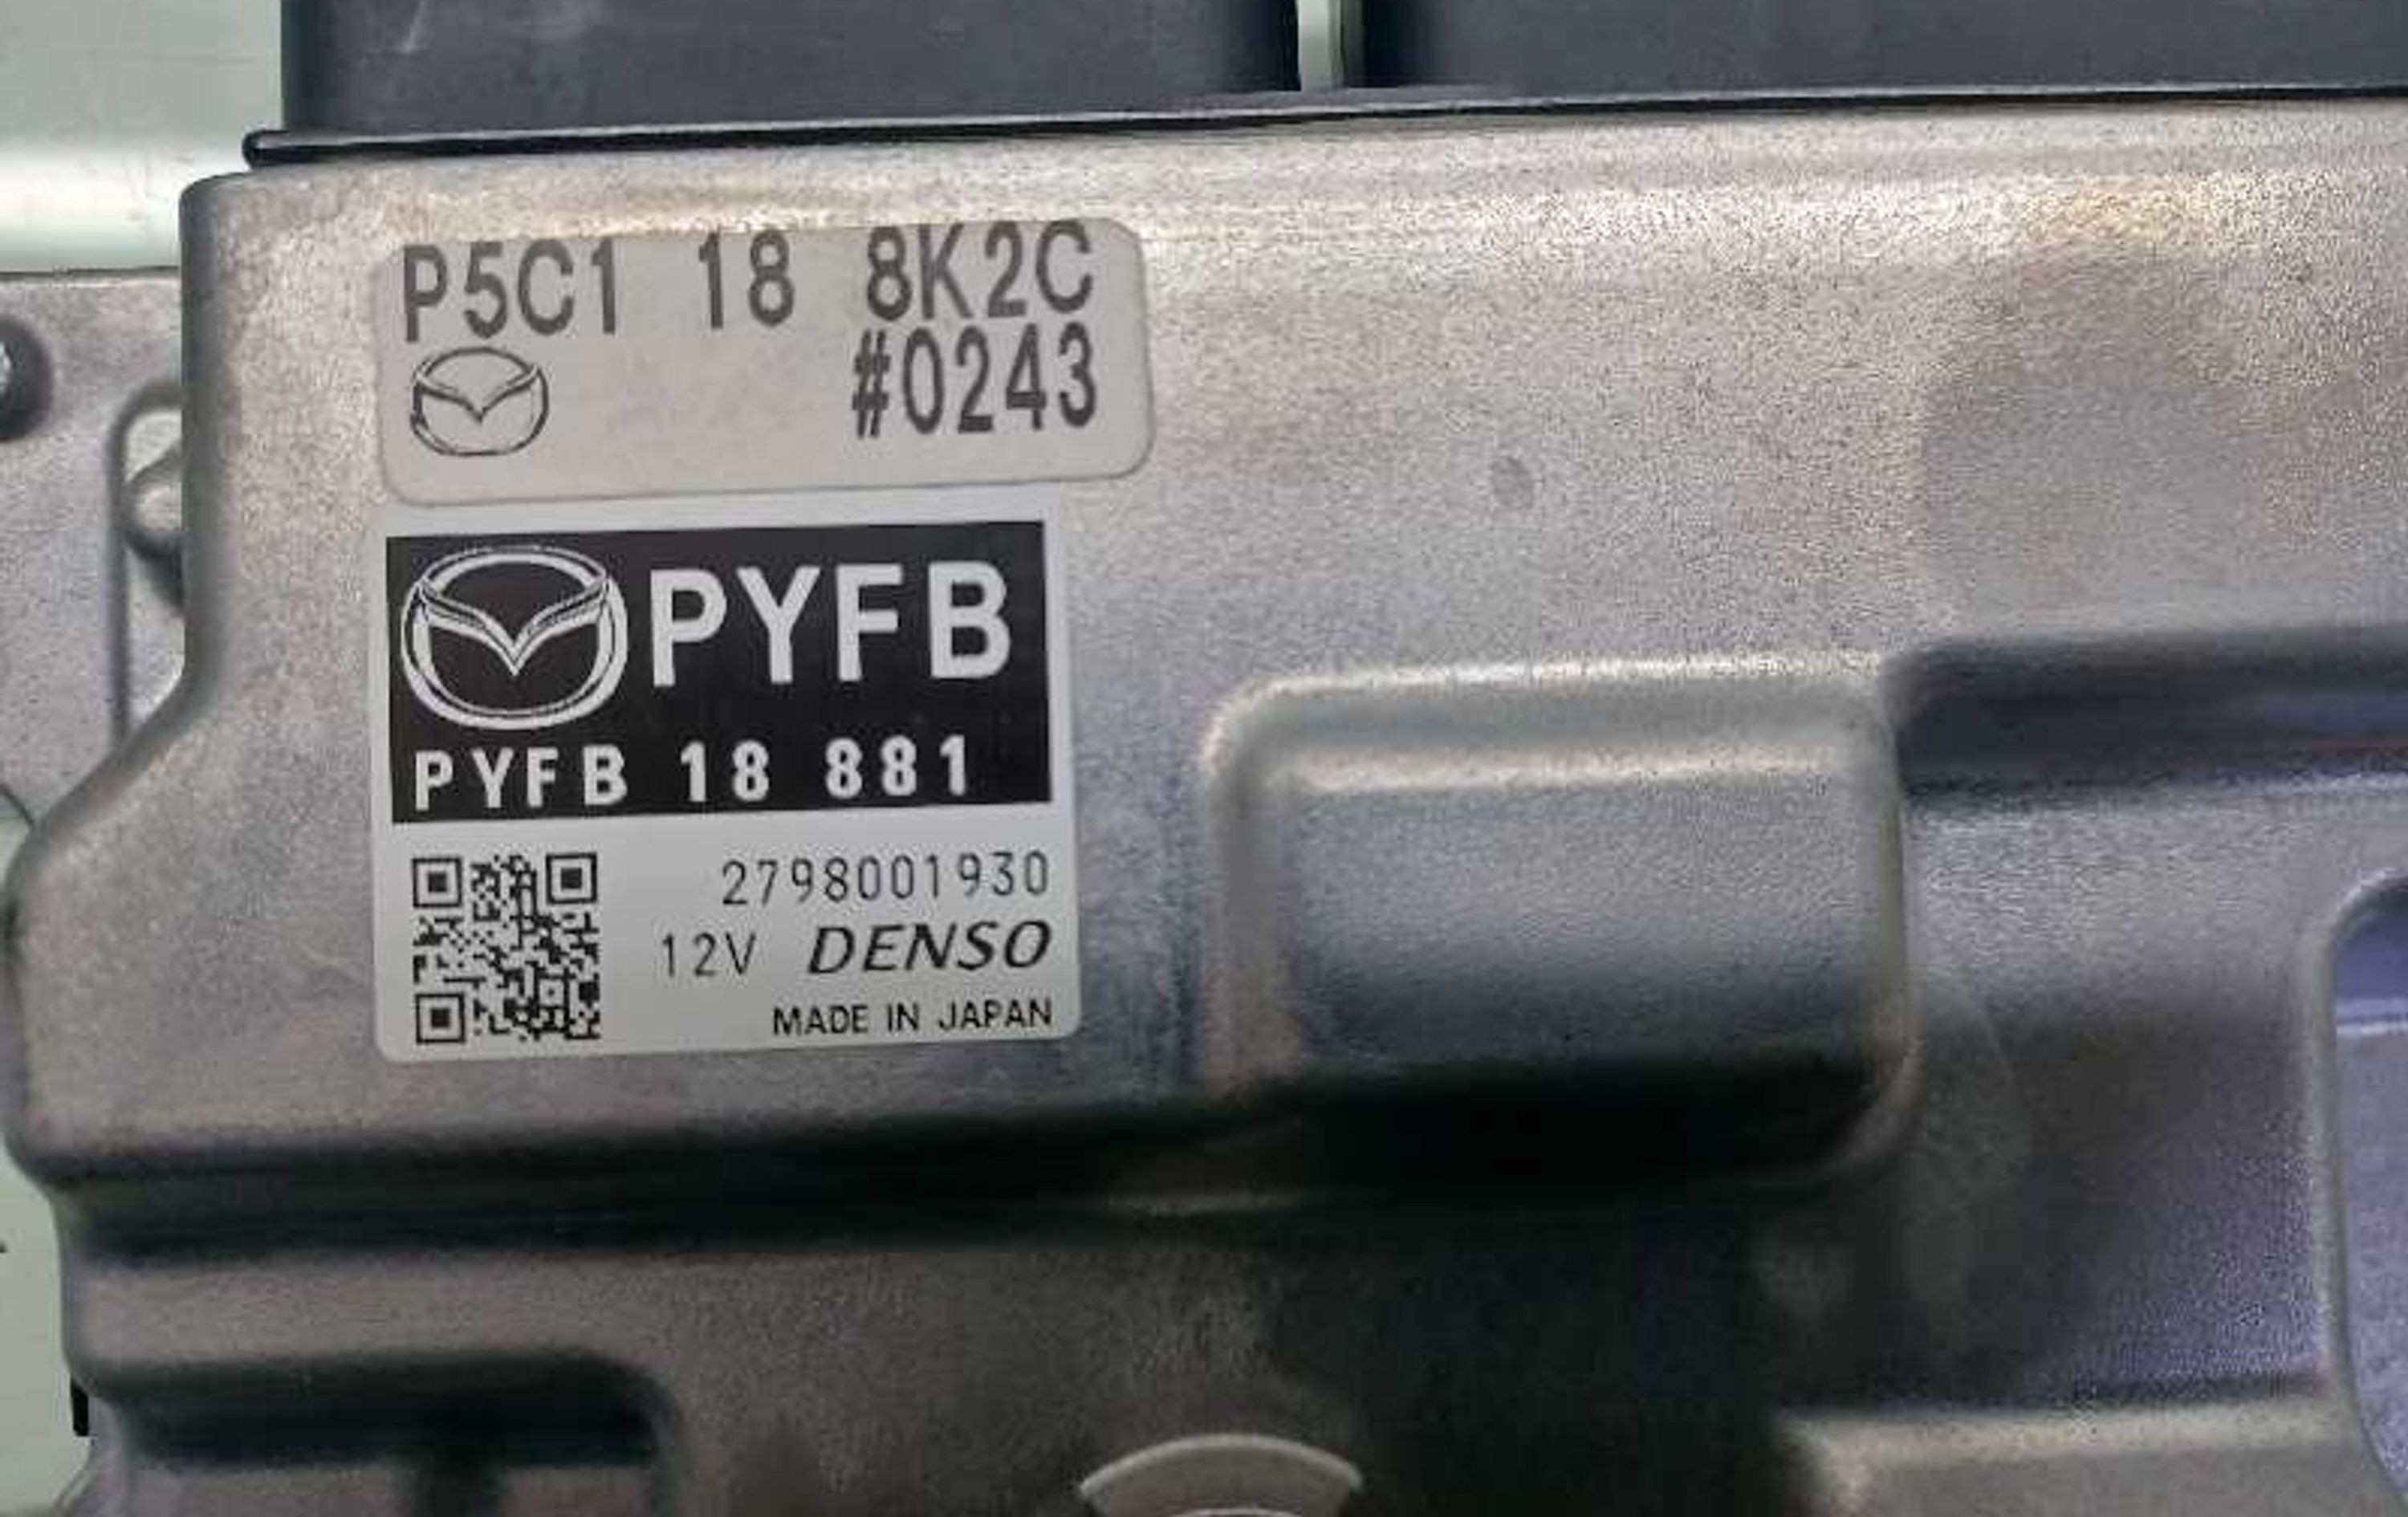 P5C1 18 8K2C
#0243
PYFB
PYFB 18 881
2798001930
12V DENSO
MADE IN JAPAN